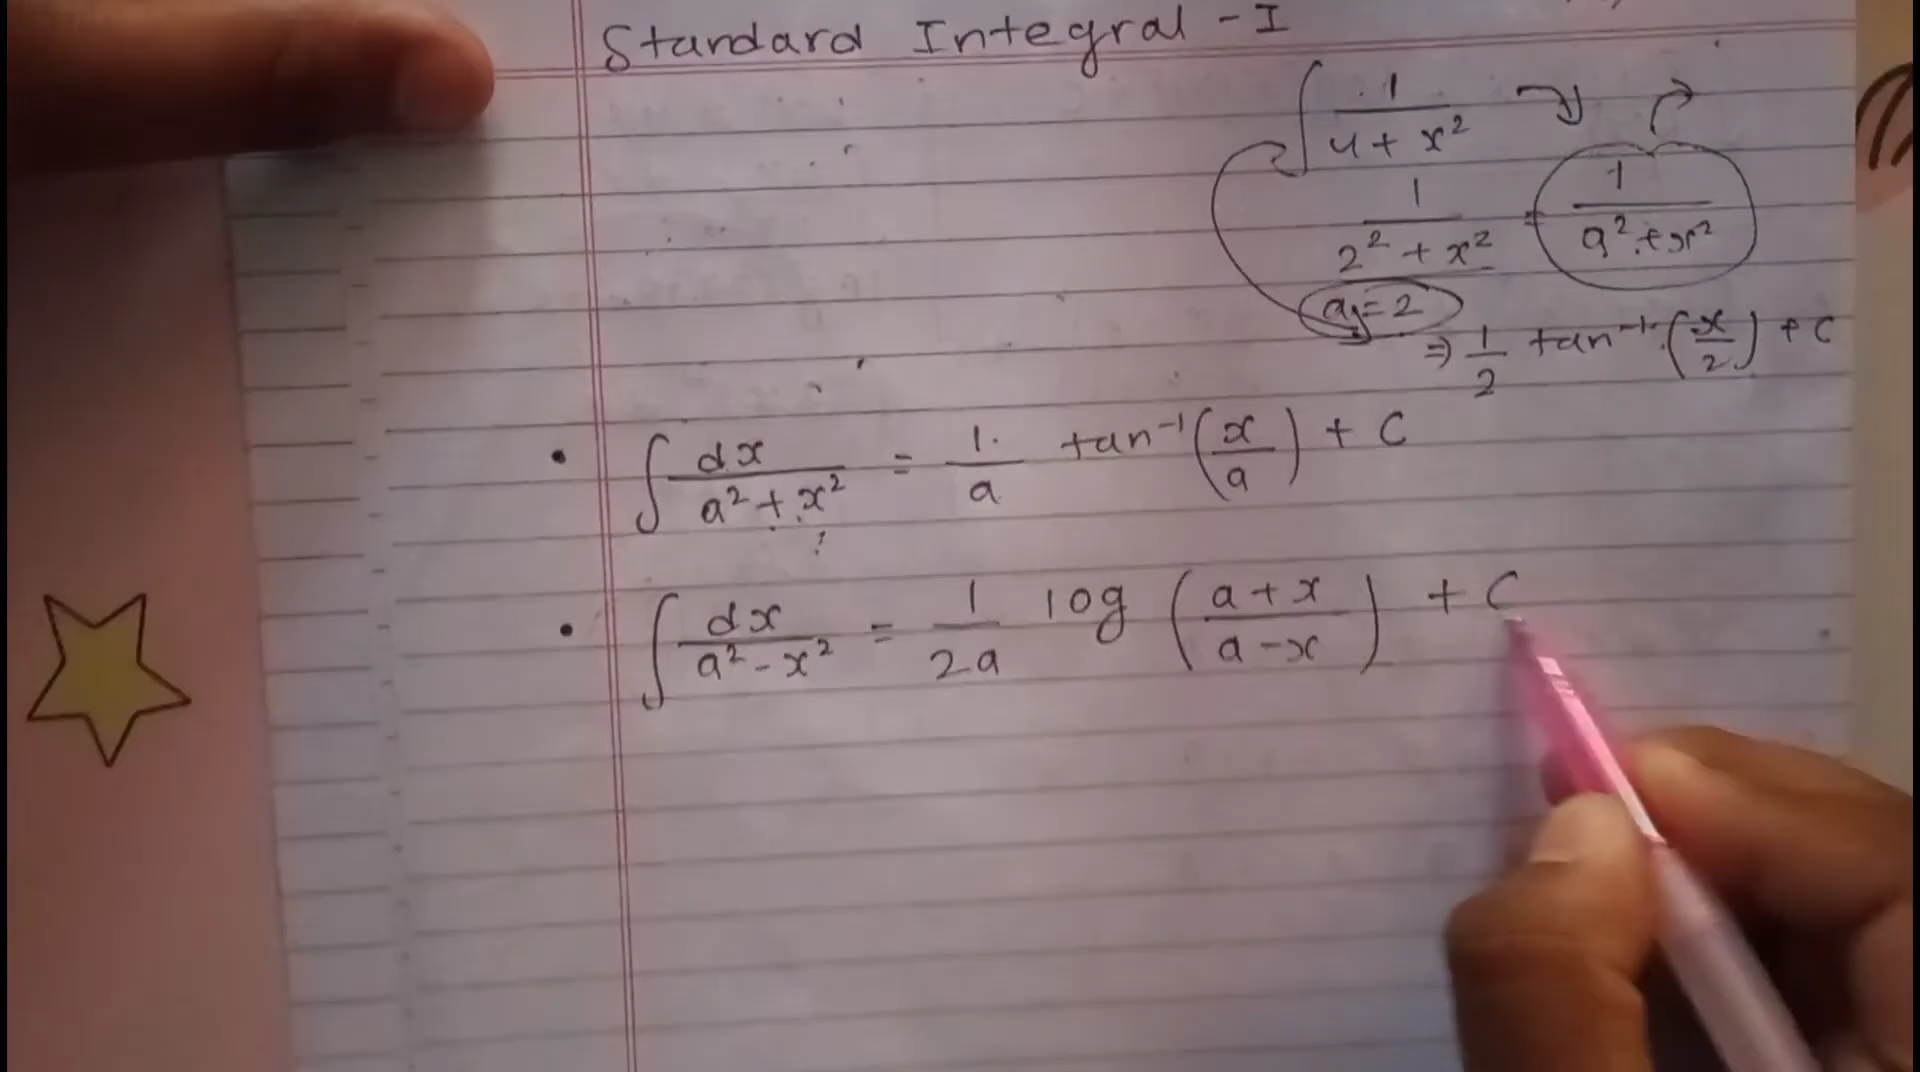 Standard Integral - I
∫ 1/(4 + x²)
1/(2² + x²) = 1/(a² + x²)
a = 2
⇒ 1/2 tan⁻¹ (x/2) + C
• ∫ dx/(a² + x²) = 1/a tan⁻¹ (x/a) + C
• ∫ dx/(a² - x²) = 1/2a log ((a + x)/(a - x)) + C